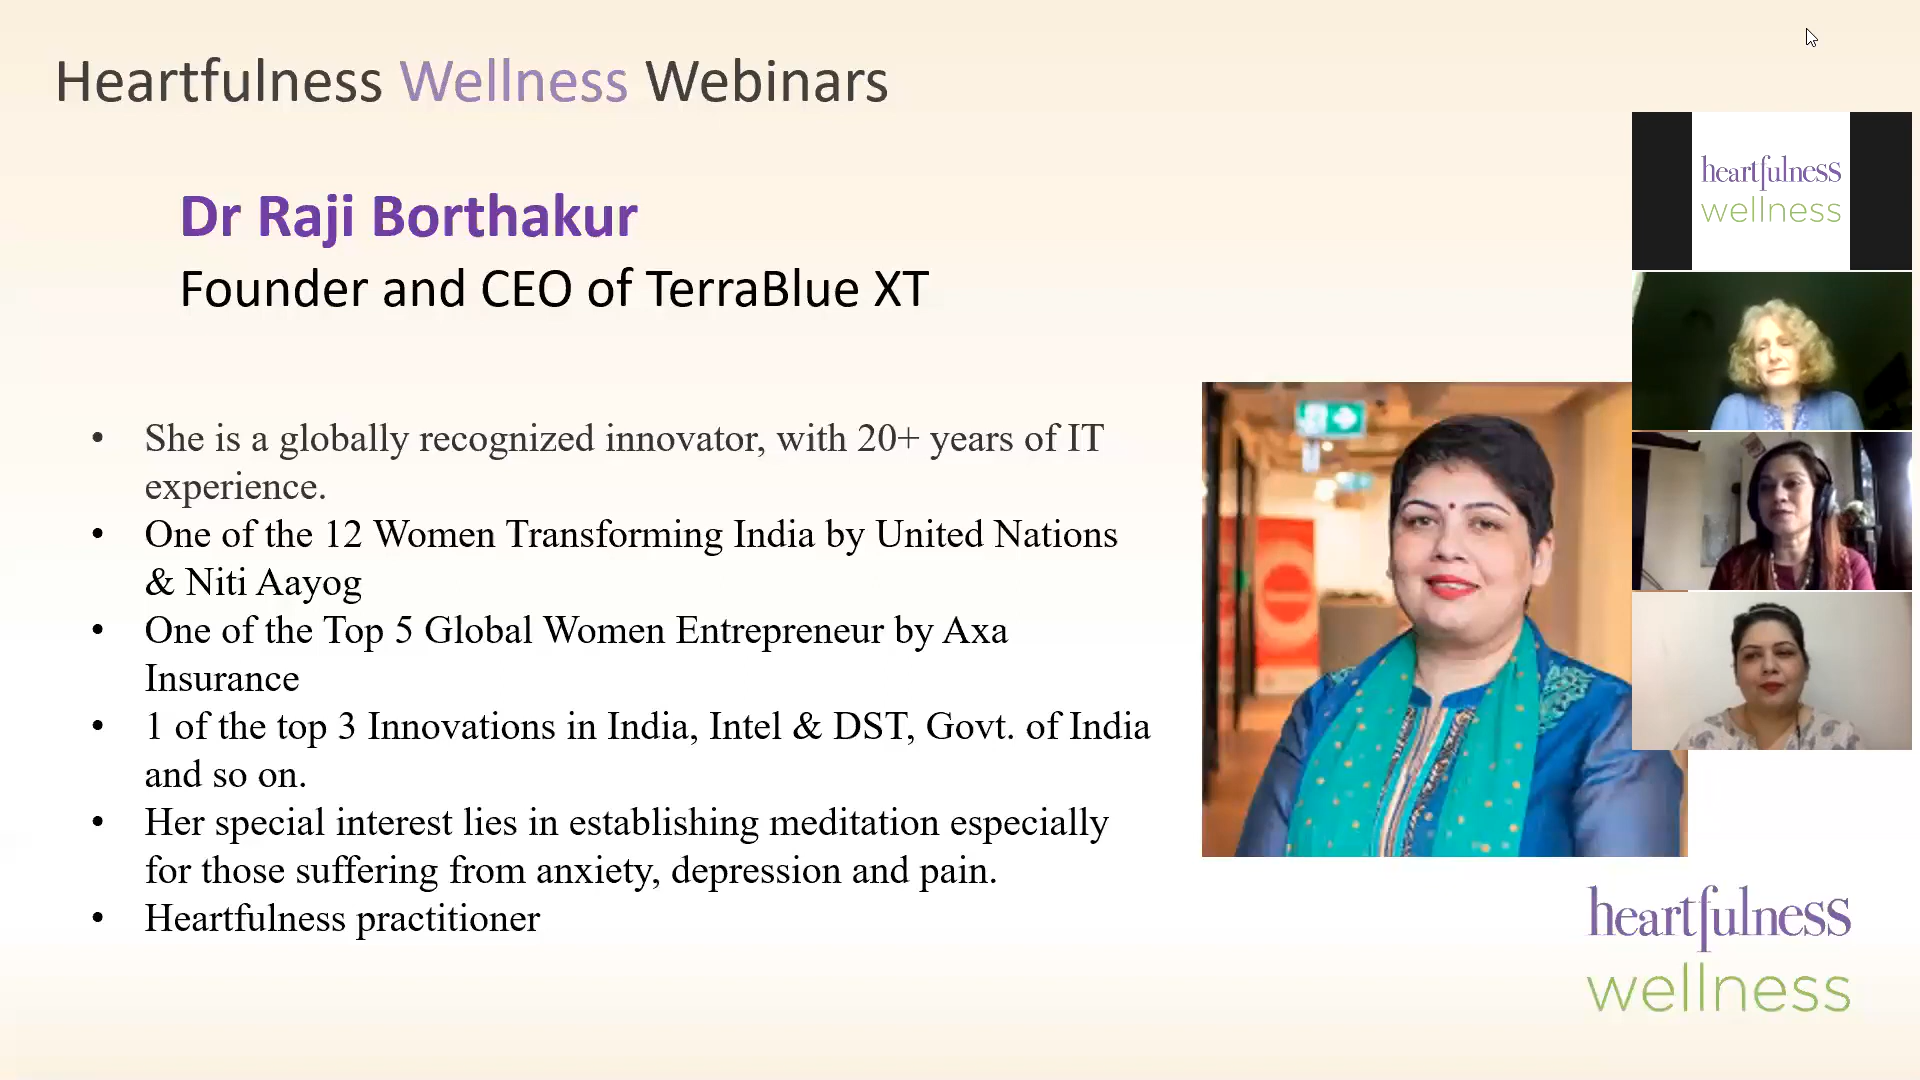 Heartfulness Wellness Webinars
Dr Raji Borthakur
Founder and CEO of TerraBlue XT
• She is a globally recognized innovator, with 20+ years of IT
experience.
• One of the 12 Women Transforming India by United Nations
& Niti Aayog
• One of the Top 5 Global Women Entrepreneur by Axa
Insurance
• 1 of the top 3 Innovations in India, Intel & DST, Govt. of India
and so on.
• Her special interest lies in establishing meditation especially
for those suffering from anxiety, depression and pain.
• Heartfulness practitioner
heartfulness
wellness
heartfulness
wellness